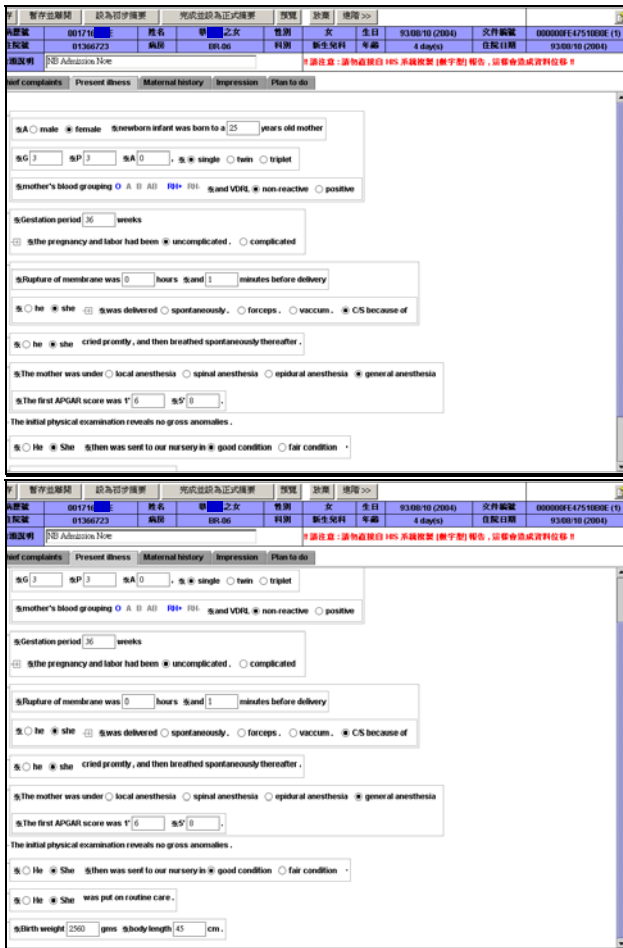 暫存並離開 設為初步摘要 完成並設為正式摘要 預覽 放棄 進階 >>
病歷號 001716 E 姓名 之女 性別 女 生日 93/08/10 (2004) 文件編號 000000FE47510B0E (1)
住院號 01366723 病房 BR-06 科別 新生兒科 年齡 4 day(s) 住院日期 93/08/10 (2004)
說明 NB Admission Note !! 請注意 : 請勿直接自 HIS 系統複製 [數字型] 報告 , 這樣會造成資料位移 !!
hief complaints Present illness Maternal history Impression Plan to do
A male female newborn infant was born to a 25 years old mother
G 3 P 3 A 0 , single twin triplet
mother's blood grouping O A B AB RH+ RH- and VDRL non-reactive positive
Gestation period 36 weeks
the pregnancy and labor had been uncomplicated . complicated
Rupture of membrane was 0 hours and 1 minutes before delivery
he she was delivered spontaneously . forceps . vaccum . C/S because of
he she cried promtly , and then breathed spontaneously thereafter .
The mother was under local anesthesia spinal anesthesia epidural anesthesia general anesthesia
The first APGAR score was 1' 6 5' 8 .
The initial physical examination reveals no gross anomalies .
He She then was sent to our nursery in good condition fair condition .
暫存並離開 設為初步摘要 完成並設為正式摘要 預覽 放棄 進階 >>
病歷號 001716 E 姓名 之女 性別 女 生日 93/08/10 (2004) 文件編號 000000FE47510B0E (1)
住院號 01366723 病房 BR-06 科別 新生兒科 年齡 4 day(s) 住院日期 93/08/10 (2004)
說明 NB Admission Note !! 請注意 : 請勿直接自 HIS 系統複製 [數字型] 報告 , 這樣會造成資料位移 !!
hief complaints Present illness Maternal history Impression Plan to do
G 3 P 3 A 0 , single twin triplet
mother's blood grouping O A B AB RH+ RH- and VDRL non-reactive positive
Gestation period 36 weeks
the pregnancy and labor had been uncomplicated . complicated
Rupture of membrane was 0 hours and 1 minutes before delivery
he she was delivered spontaneously . forceps . vaccum . C/S because of
he she cried promtly , and then breathed spontaneously thereafter .
The mother was under local anesthesia spinal anesthesia epidural anesthesia general anesthesia
The first APGAR score was 1' 6 5' 8 .
The initial physical examination reveals no gross anomalies .
He She then was sent to our nursery in good condition fair condition .
He She was put on routine care .
Birth weight 2560 gms body length 45 cm .